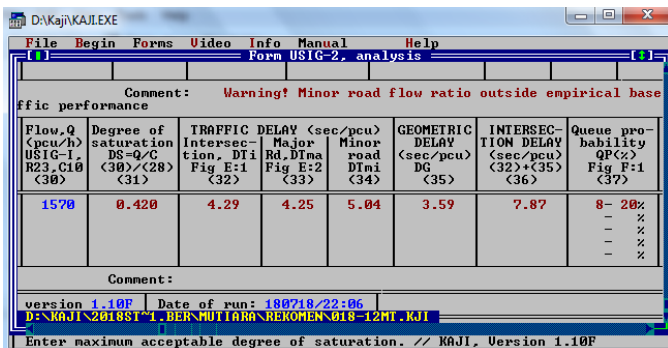 D:\Kaji\KAJI.EXE
File Begin Forms Video Info Manual Help
Form USIG-2, analysis
Comment: Warning! Minor road flow ratio outside empirical base
ffic performance
Flow,Q Degree of TRAFFIC DELAY (sec/pcu) GEOMETRIC INTERSEC- Queue pro-
(pcu/h) saturation Intersec- Major Minor DELAY TION DELAY bability
USIG-I, DS=Q/C tion, DTi Rd,DTma road (sec/pcu) (sec/pcu) QP(%)
R23,C10 (30)/(28) Fig E:1 Fig E:2 DTmi DG (32)+(35) Fig F:1
(30) (31) (32) (33) (34) (35) (36) (37)
1570 0.420 4.29 4.25 5.04 3.59 7.87 8- 20%
- %
- %
- %
Comment:
version 1.10F Date of run: 180718/22:06
D:\KAJI\2018ST~1.BER\MUTIARA\REKOMEN\018-12MT.KJI
Enter maximum acceptable degree of saturation. // KAJI, Version 1.10F